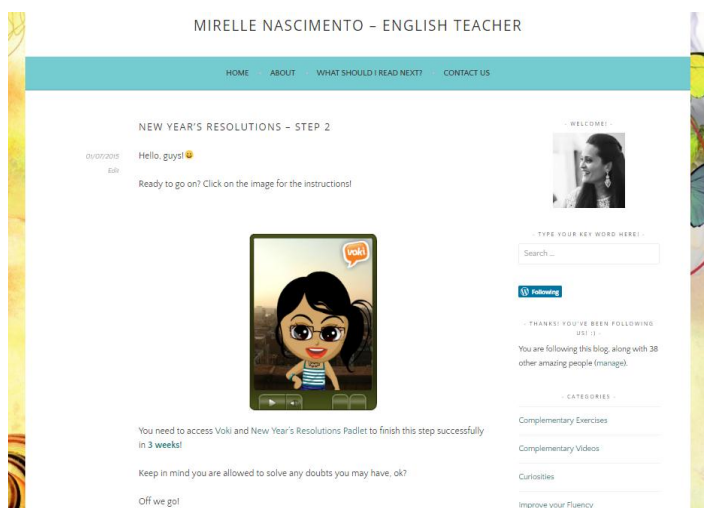 MIRELLE NASCIMENTO – ENGLISH TEACHER
HOME ABOUT WHAT SHOULD I READ NEXT? CONTACT US
NEW YEAR'S RESOLUTIONS – STEP 2
01/07/2015
Edit
Hello, guys!😀
Ready to go on? Click on the image for the instructions!
voki
You need to access Voki and New Year's Resolutions Padlet to finish this step successfully
in 3 weeks!
Keep in mind you are allowed to solve any doubts you may have, ok?
Off we go!
- WELCOME! -
- TYPE YOUR KEY WORD HERE! -
Search ...
Following
- THANKS! YOU'VE BEEN FOLLOWING
US! :) -
You are following this blog, along with 38
other amazing people (manage).
- CATEGORIES -
Complementary Exercises
Complementary Videos
Curiosities
Improve your Fluency